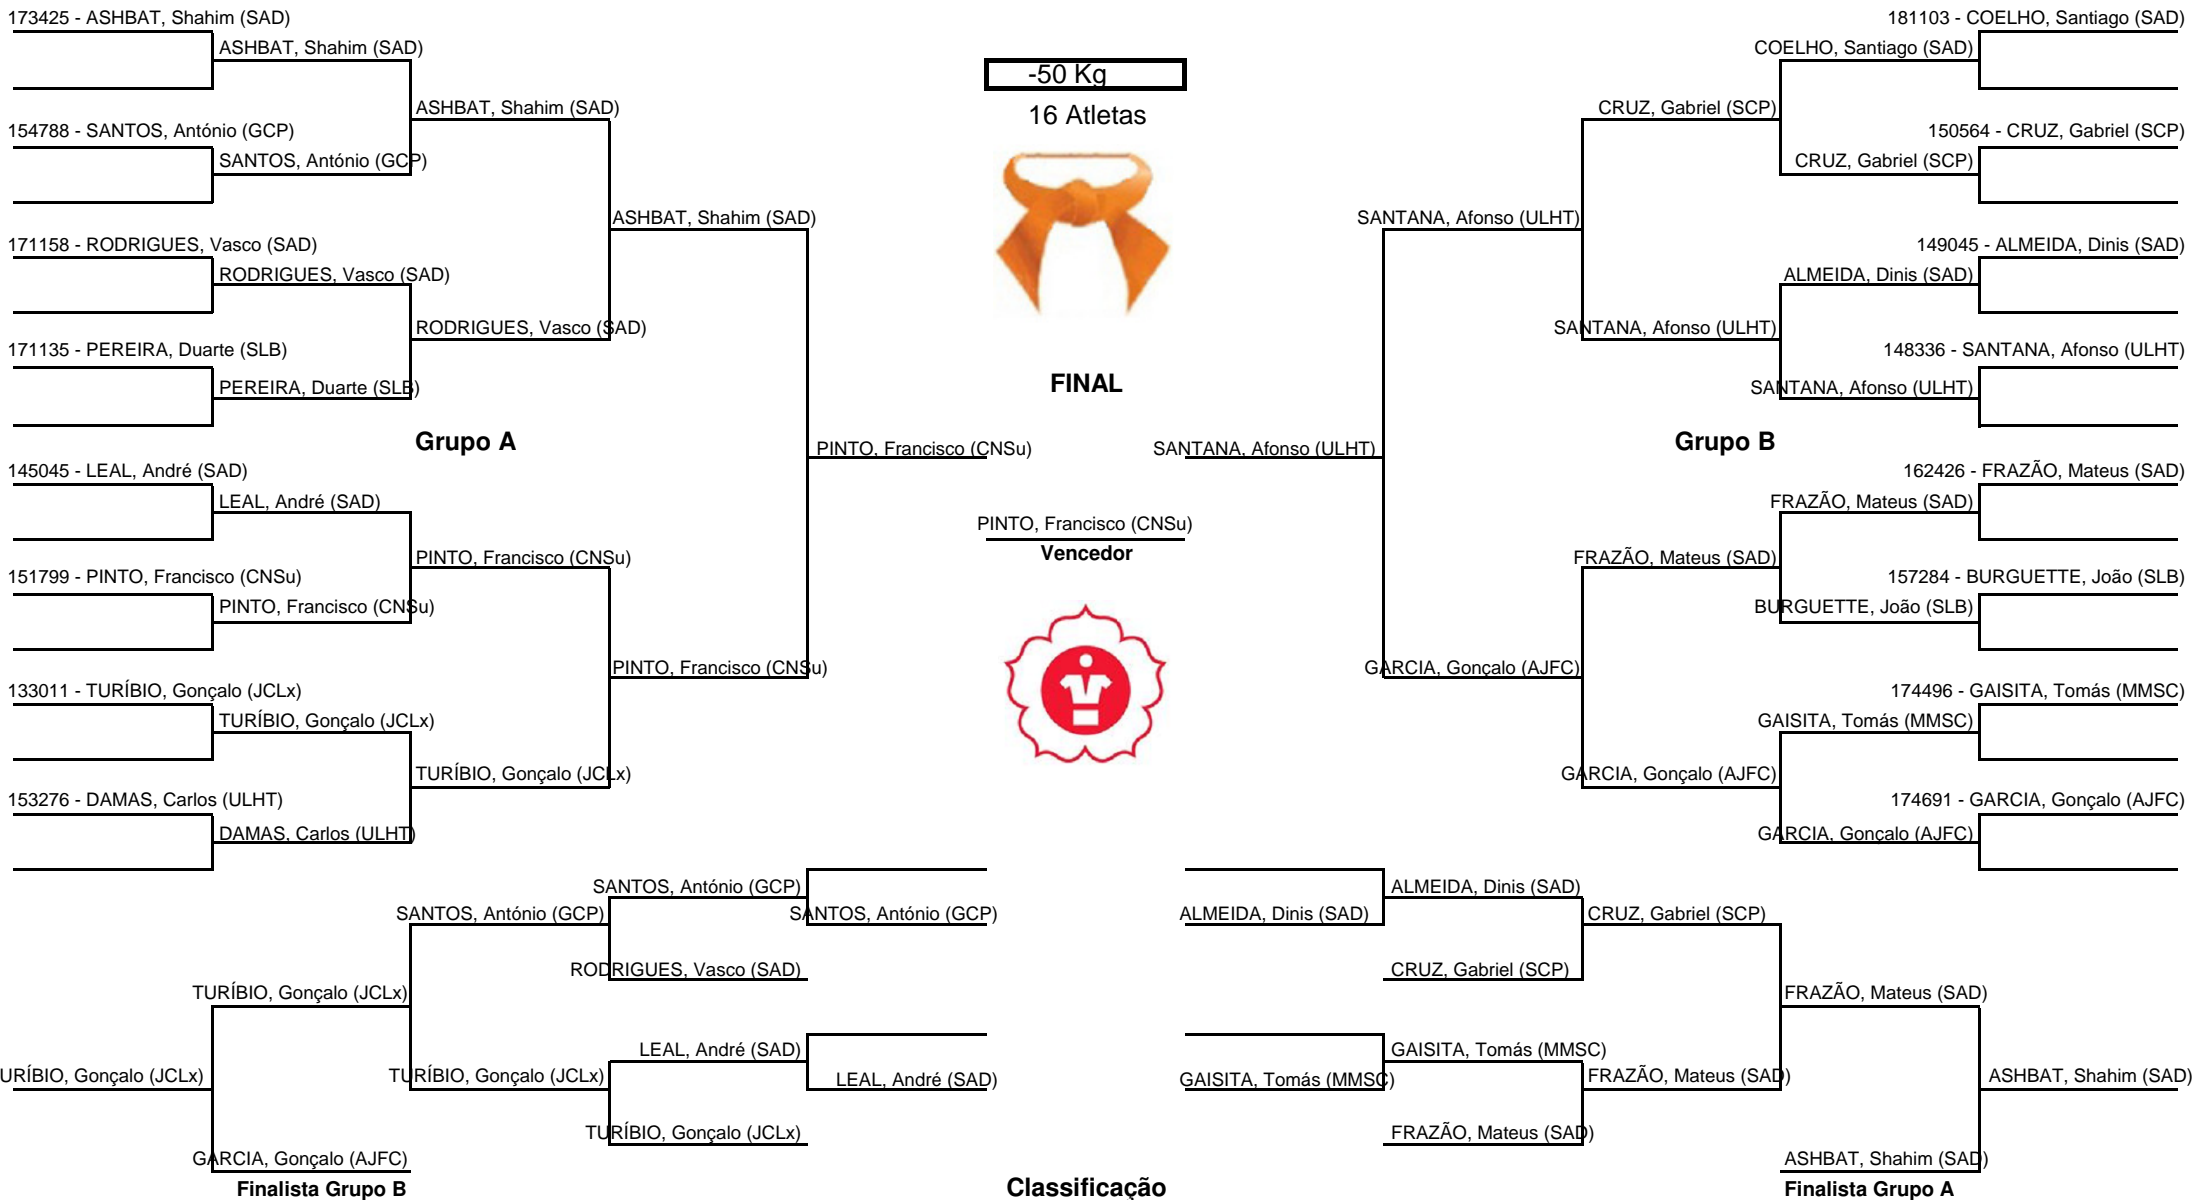 173425 - ASHBAT, Shahim (SAD)
ASHBAT, Shahim (SAD)
ASHBAT, Shahim (SAD)
154788 - SANTOS, António (GCP)
SANTOS, António (GCP)
ASHBAT, Shahim (SAD)
171158 - RODRIGUES, Vasco (SAD)
RODRIGUES, Vasco (SAD)
RODRIGUES, Vasco (SAD)
171135 - PEREIRA, Duarte (SLB)
PEREIRA, Duarte (SLB)
Grupo A
PINTO, Francisco (CNSu)
145045 - LEAL, André (SAD)
LEAL, André (SAD)
PINTO, Francisco (CNSu)
151799 - PINTO, Francisco (CNSu)
PINTO, Francisco (CNSu)
PINTO, Francisco (CNSu)
133011 - TURÍBIO, Gonçalo (JCLx)
TURÍBIO, Gonçalo (JCLx)
TURÍBIO, Gonçalo (JCLx)
153276 - DAMAS, Carlos (ULHT)
DAMAS, Carlos (ULHT)
-50 Kg
16 Atletas
FINAL
PINTO, Francisco (CNSu)
Vencedor
181103 - COELHO, Santiago (SAD)
COELHO, Santiago (SAD)
CRUZ, Gabriel (SCP)
150564 - CRUZ, Gabriel (SCP)
CRUZ, Gabriel (SCP)
SANTANA, Afonso (ULHT)
149045 - ALMEIDA, Dinis (SAD)
ALMEIDA, Dinis (SAD)
SANTANA, Afonso (ULHT)
148336 - SANTANA, Afonso (ULHT)
SANTANA, Afonso (ULHT)
Grupo B
SANTANA, Afonso (ULHT)
162426 - FRAZÃO, Mateus (SAD)
FRAZÃO, Mateus (SAD)
FRAZÃO, Mateus (SAD)
157284 - BURGUETTE, João (SLB)
BURGUETTE, João (SLB)
GARCIA, Gonçalo (AJFC)
174496 - GAISITA, Tomás (MMSC)
GAISITA, Tomás (MMSC)
GARCIA, Gonçalo (AJFC)
174691 - GARCIA, Gonçalo (AJFC)
GARCIA, Gonçalo (AJFC)
SANTOS, António (GCP)
SANTOS, António (GCP)
SANTOS, António (GCP)
RODRIGUES, Vasco (SAD)
TURÍBIO, Gonçalo (JCLx)
LEAL, André (SAD)
URÍBIO, Gonçalo (JCLx)
TURÍBIO, Gonçalo (JCLx)
LEAL, André (SAD)
TURÍBIO, Gonçalo (JCLx)
GARCIA, Gonçalo (AJFC)
Finalista Grupo B
Classificação
ALMEIDA, Dinis (SAD)
ALMEIDA, Dinis (SAD)
CRUZ, Gabriel (SCP)
CRUZ, Gabriel (SCP)
FRAZÃO, Mateus (SAD)
GAISITA, Tomás (MMSC)
GAISITA, Tomás (MMSC)
FRAZÃO, Mateus (SAD)
ASHBAT, Shahim (SAD)
FRAZÃO, Mateus (SAD)
ASHBAT, Shahim (SAD)
Finalista Grupo A